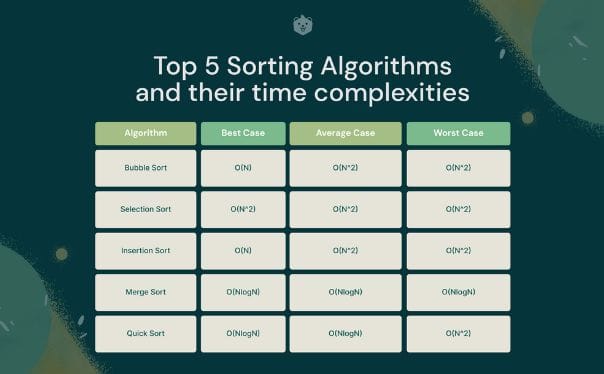 Top 5 Sorting Algorithms
and their time complexities
Algorithm Best Case Average Case Worst Case
Bubble Sort O(N) O(N^2) O(N^2)
Selection Sort O(N^2) O(N^2) O(N^2)
Insertion Sort O(N) O(N^2) O(N^2)
Merge Sort O(NlogN) O(NlogN) O(NlogN)
Quick Sort O(NlogN) O(NlogN) O(N^2)